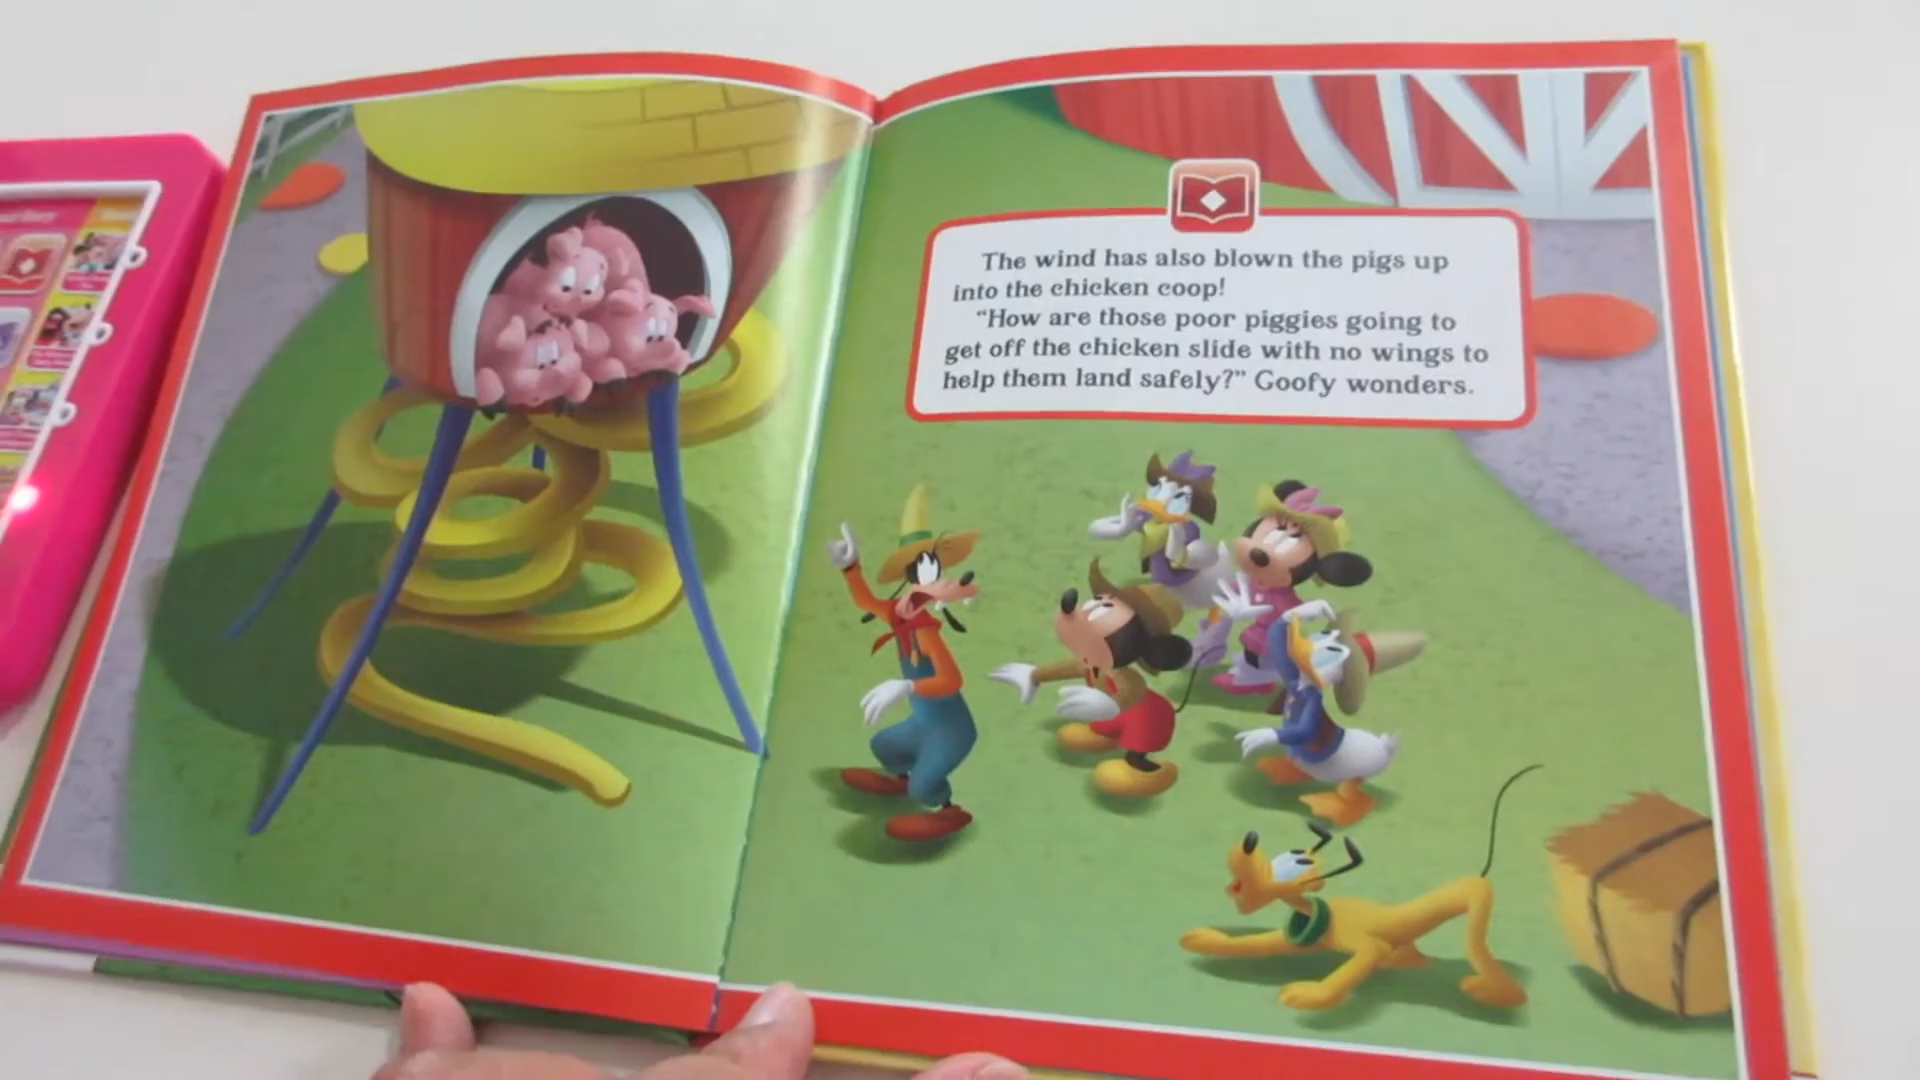 The wind has also blown the pigs up
into the chicken coop!
“How are those poor piggies going to
get off the chicken slide with no wings to
help them land safely?” Goofy wonders.